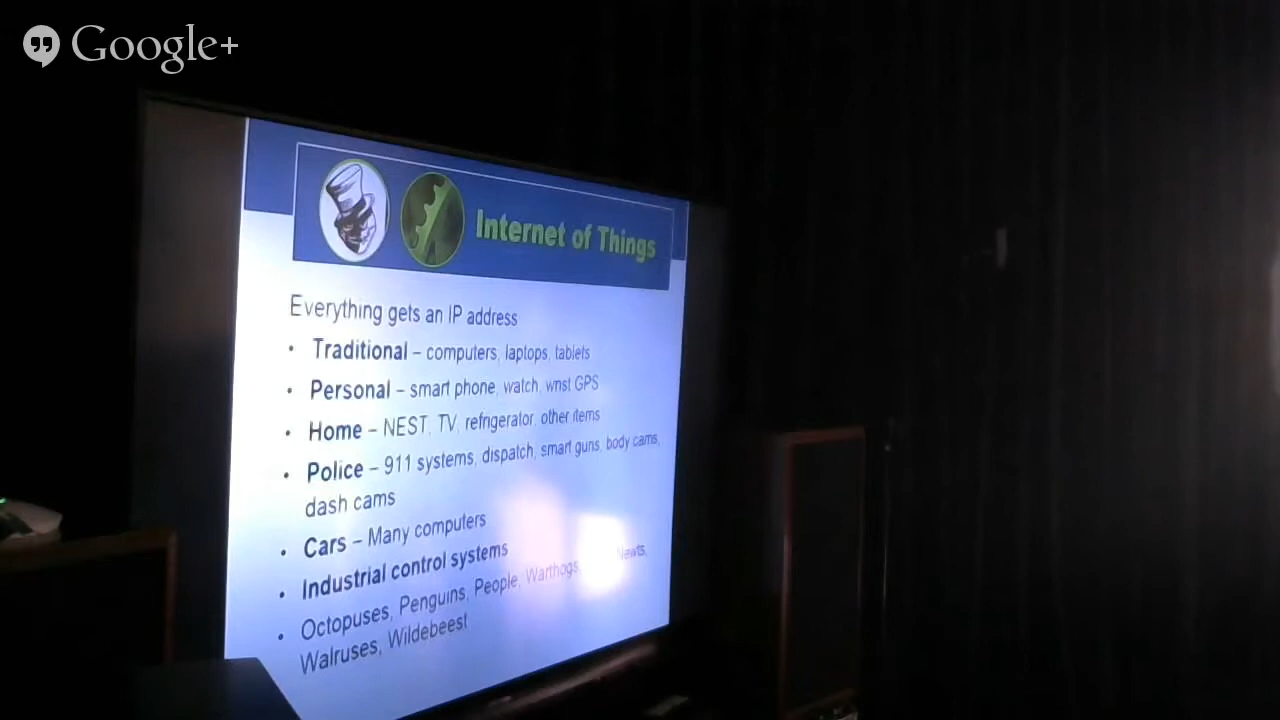 Google+
Internet of Things
Everything gets an IP address
• Traditional – computers, laptops, tablets
• Personal – smart phone, watch, wrist GPS
• Home – NEST, TV, refrigerator, other items
• Police – 911 systems, dispatch, smart guns, body cams,
dash cams
• Cars – Many computers
• Industrial control systems
• Octopuses, Penguins, People, Warthogs Newts,
Walruses, Wildebeest